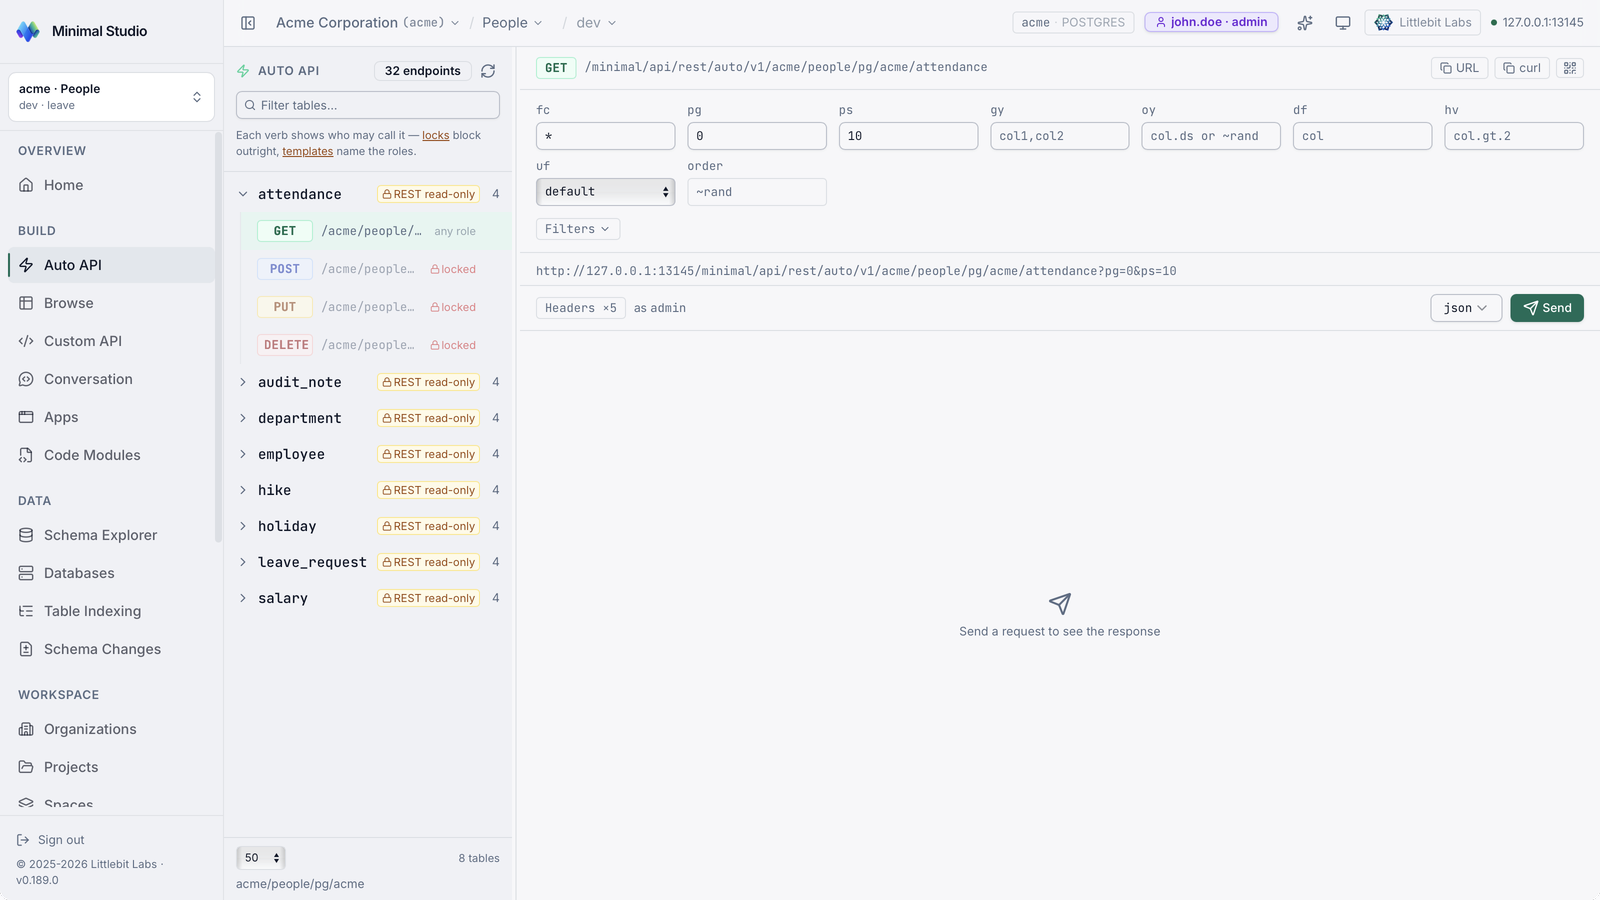 Minimal Studio
acme · People
dev · leave
OVERVIEW
Home
BUILD
Auto API
Browse
Custom API
Conversation
Apps
Code Modules
DATA
Schema Explorer
Databases
Table Indexing
Schema Changes
WORKSPACE
Organizations
Projects
Spaces
Sign out
© 2025-2026 Littlebit Labs ·
v0.189.0
Acme Corporation (acme) / People / dev
acme · POSTGRES
john.doe · admin
Littlebit Labs
127.0.0.1:13145
AUTO API
32 endpoints
Filter tables...
Each verb shows who may call it — locks block
outright, templates name the roles.
attendance REST read-only 4
GET /acme/people/… any role
POST /acme/people… locked
PUT /acme/people… locked
DELETE /acme/people… locked
audit_note REST read-only 4
department REST read-only 4
employee REST read-only 4
hike REST read-only 4
holiday REST read-only 4
leave_request REST read-only 4
salary REST read-only 4
50
8 tables
acme/people/pg/acme
GET /minimal/api/rest/auto/v1/acme/people/pg/acme/attendance
URL
curl
fc pg ps gy oy df hv
* 0 10 col1,col2 col.ds or ~rand col col.gt.2
uf order
default ~rand
Filters
http://127.0.0.1:13145/minimal/api/rest/auto/v1/acme/people/pg/acme/attendance?pg=0&ps=10
Headers ×5 as admin
json
Send
Send a request to see the response